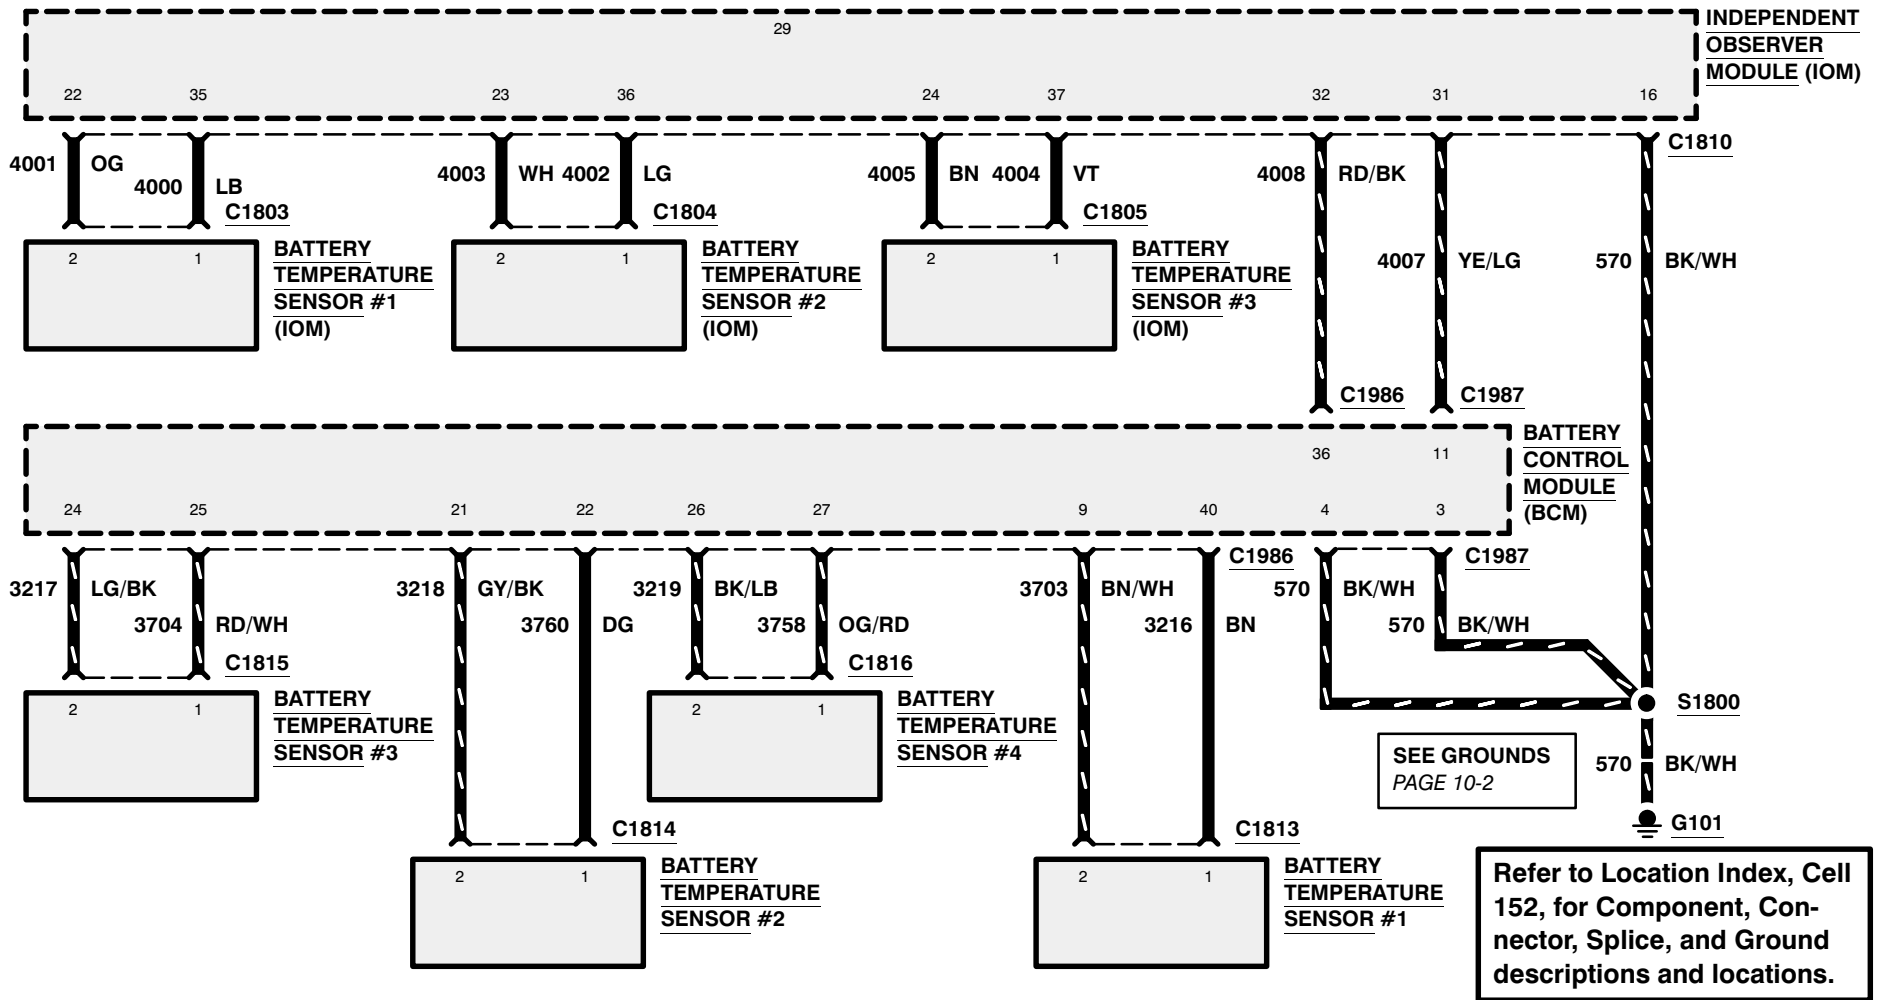 29
INDEPENDENT
OBSERVER
MODULE (IOM)
22 35 23 36 24 37 32 31 16
C1810
4001 OG
4000 LB
C1803
4003 WH
4002 LG
C1804
4005 BN
4004 VT
C1805
4008 RD/BK
4007 YE/LG
570 BK/WH
2 1
BATTERY
TEMPERATURE
SENSOR #1
(IOM)
2 1
BATTERY
TEMPERATURE
SENSOR #2
(IOM)
2 1
BATTERY
TEMPERATURE
SENSOR #3
(IOM)
C1986
C1987
36 11
BATTERY
CONTROL
MODULE
(BCM)
24 25 21 22 26 27 9 40 4 3
C1986
C1987
3217 LG/BK
3704 RD/WH
C1815
3218 GY/BK
3760 DG
3219 BK/LB
3758 OG/RD
C1816
3703 BN/WH
3216 BN
570 BK/WH
570 BK/WH
2 1
BATTERY
TEMPERATURE
SENSOR #3
2 1
BATTERY
TEMPERATURE
SENSOR #4
S1800
SEE GROUNDS
PAGE 10-2
570 BK/WH
G101
C1814
2 1
BATTERY
TEMPERATURE
SENSOR #2
C1813
2 1
BATTERY
TEMPERATURE
SENSOR #1
Refer to Location Index, Cell
152, for Component, Con-
nector, Splice, and Ground
descriptions and locations.